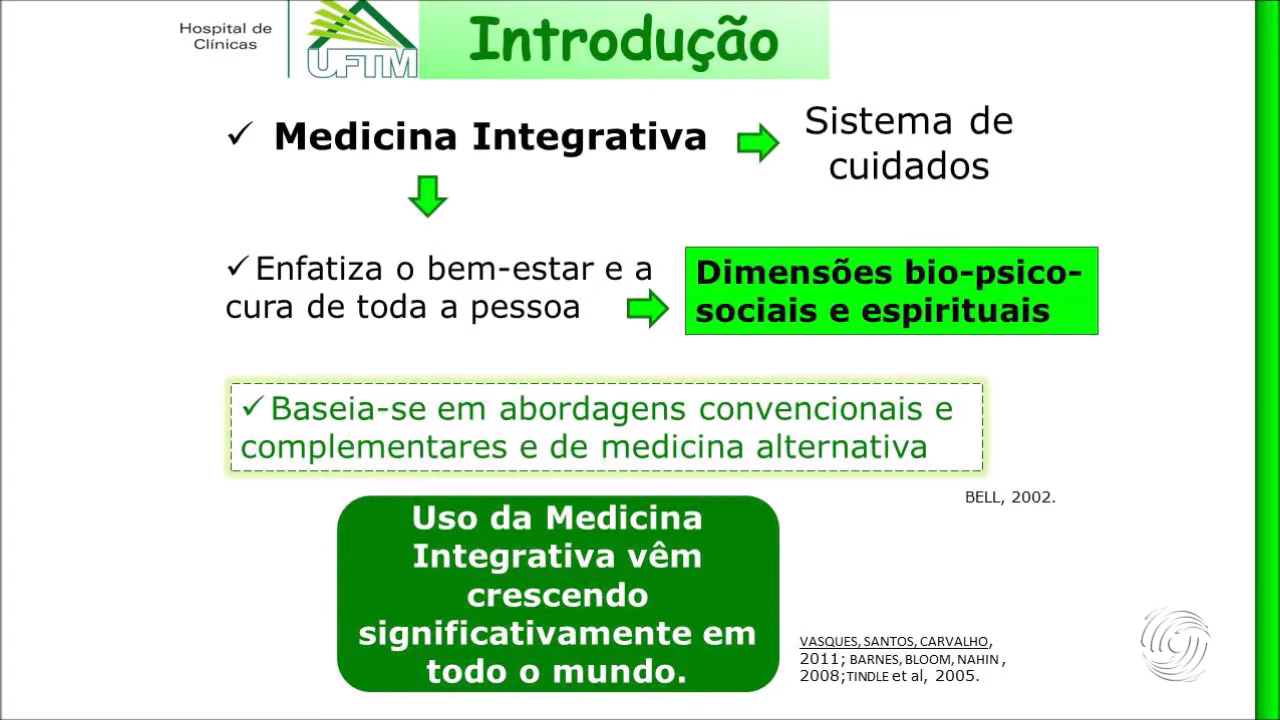 Hospital de
Clínicas
UFTM
Introdução
✓ Medicina Integrativa
Sistema de
cuidados
✓Enfatiza o bem-estar e a
cura de toda a pessoa
Dimensões bio-psico-
sociais e espirituais
✓Baseia-se em abordagens convencionais e
complementares e de medicina alternativa
BELL, 2002.
Uso da Medicina
Integrativa vêm
crescendo
significativamente em
todo o mundo.
VASQUES, SANTOS, CARVALHO,
2011; BARNES, BLOOM, NAHIN ,
2008;TINDLE et al, 2005.